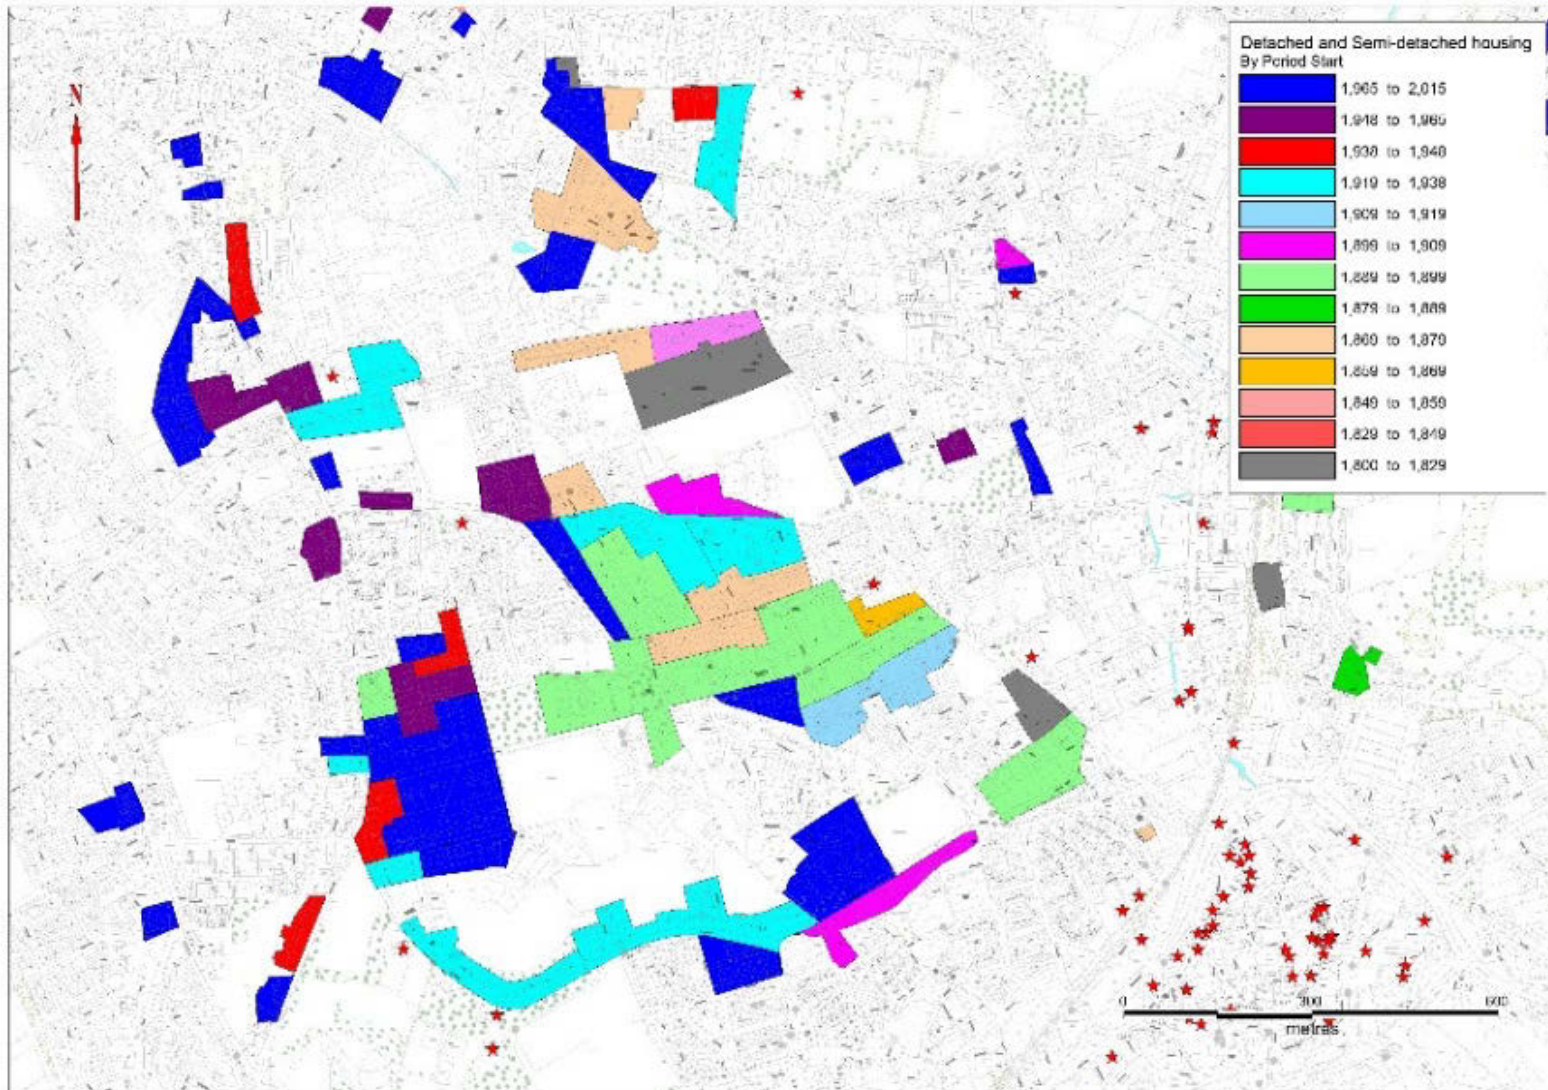 Detached and Semi-detached housing
By Period Start
1,965 to 2,015
1,948 to 1,965
1,938 to 1,948
1,919 to 1,938
1,909 to 1,919
1,899 to 1,909
1,889 to 1,899
1,879 to 1,889
1,869 to 1,879
1,859 to 1,869
1,849 to 1,859
1,829 to 1,849
1,800 to 1,829
N
0 300 600
metres